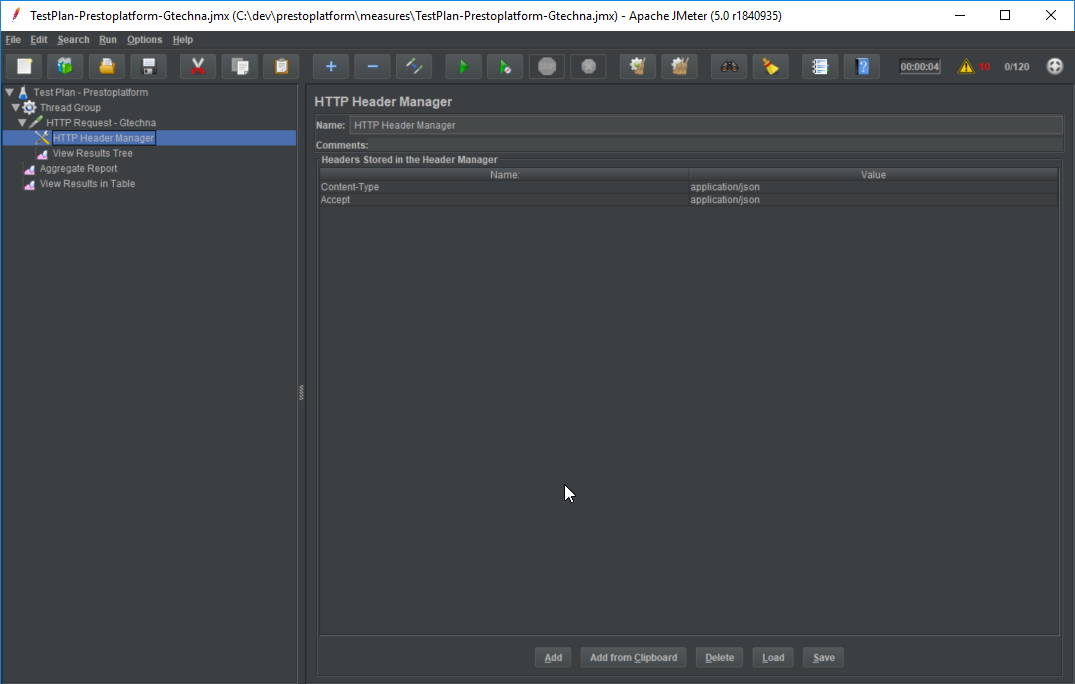 TestPlan-Prestoplatform-Gtechna.jmx (C:\dev\prestoplatform\measures\TestPlan-Prestoplatform-Gtechna.jmx) - Apache JMeter (5.0 r1840935)
File Edit Search Run Options Help
00:00:04 10 0/120
Test Plan - Prestoplatform
Thread Group
HTTP Request - Gtechna
HTTP Header Manager
View Results Tree
Aggregate Report
View Results in Table
HTTP Header Manager
Name: HTTP Header Manager
Comments:
Headers Stored in the Header Manager
Name: Value
Content-Type application/json
Accept application/json
Add Add from Clipboard Delete Load Save